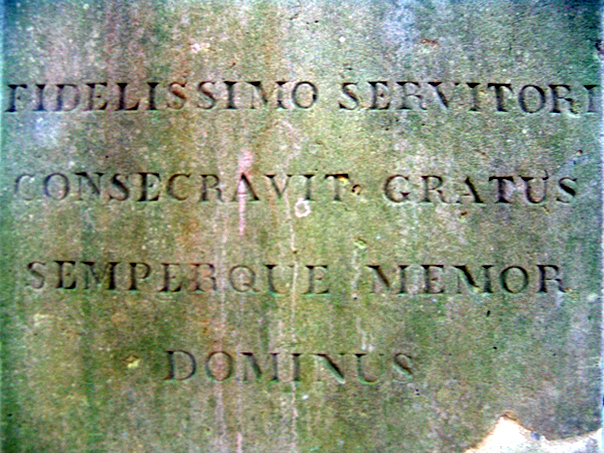 FIDELISSIMO SERVITORI
CONSECRAVIT GRATUS
SEMPERQUE MEMOR
DOMINUS